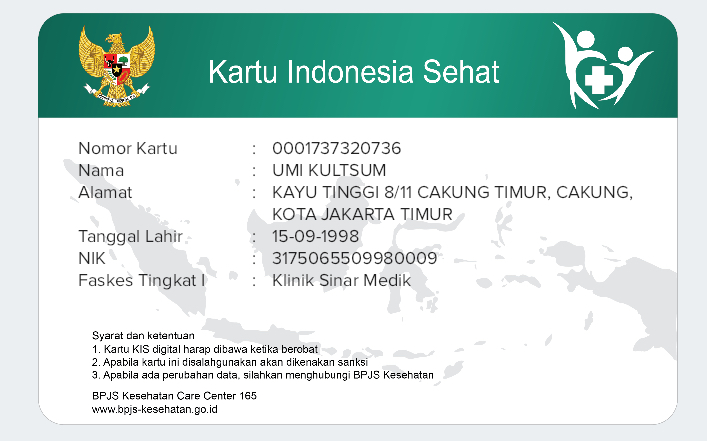 Kartu Indonesia Sehat
Nomor Kartu : 0001737320736
Nama : UMI KULTSUM
Alamat : KAYU TINGGI 8/11 CAKUNG TIMUR, CAKUNG,
KOTA JAKARTA TIMUR
Tanggal Lahir : 15-09-1998
NIK : 3175065509980009
Faskes Tingkat I : Klinik Sinar Medik
Syarat dan ketentuan
1. Kartu KIS digital harap dibawa ketika berobat
2. Apabila kartu ini disalahgunakan akan dikenakan sanksi
3. Apabila ada perubahan data, silahkan menghubungi BPJS Kesehatan
BPJS Kesehatan Care Center 165
www.bpjs-kesehatan.go.id